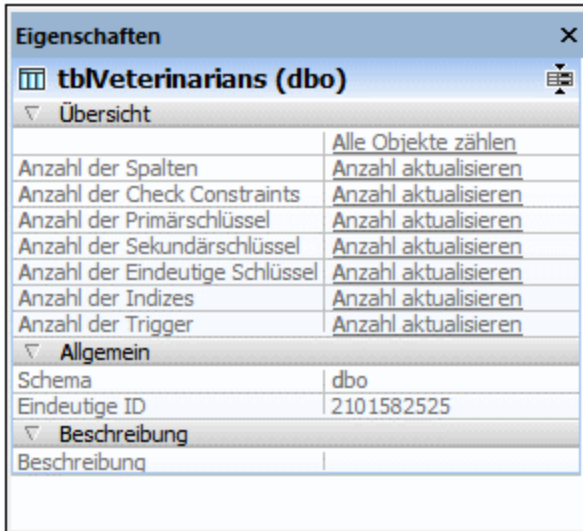 Eigenschaften
tblVeterinarians (dbo)
Übersicht
Alle Objekte zählen
Anzahl der Spalten Anzahl aktualisieren
Anzahl der Check Constraints Anzahl aktualisieren
Anzahl der Primärschlüssel Anzahl aktualisieren
Anzahl der Sekundärschlüssel Anzahl aktualisieren
Anzahl der Eindeutige Schlüssel Anzahl aktualisieren
Anzahl der Indizes Anzahl aktualisieren
Anzahl der Trigger Anzahl aktualisieren
Allgemein
Schema dbo
Eindeutige ID 2101582525
Beschreibung
Beschreibung